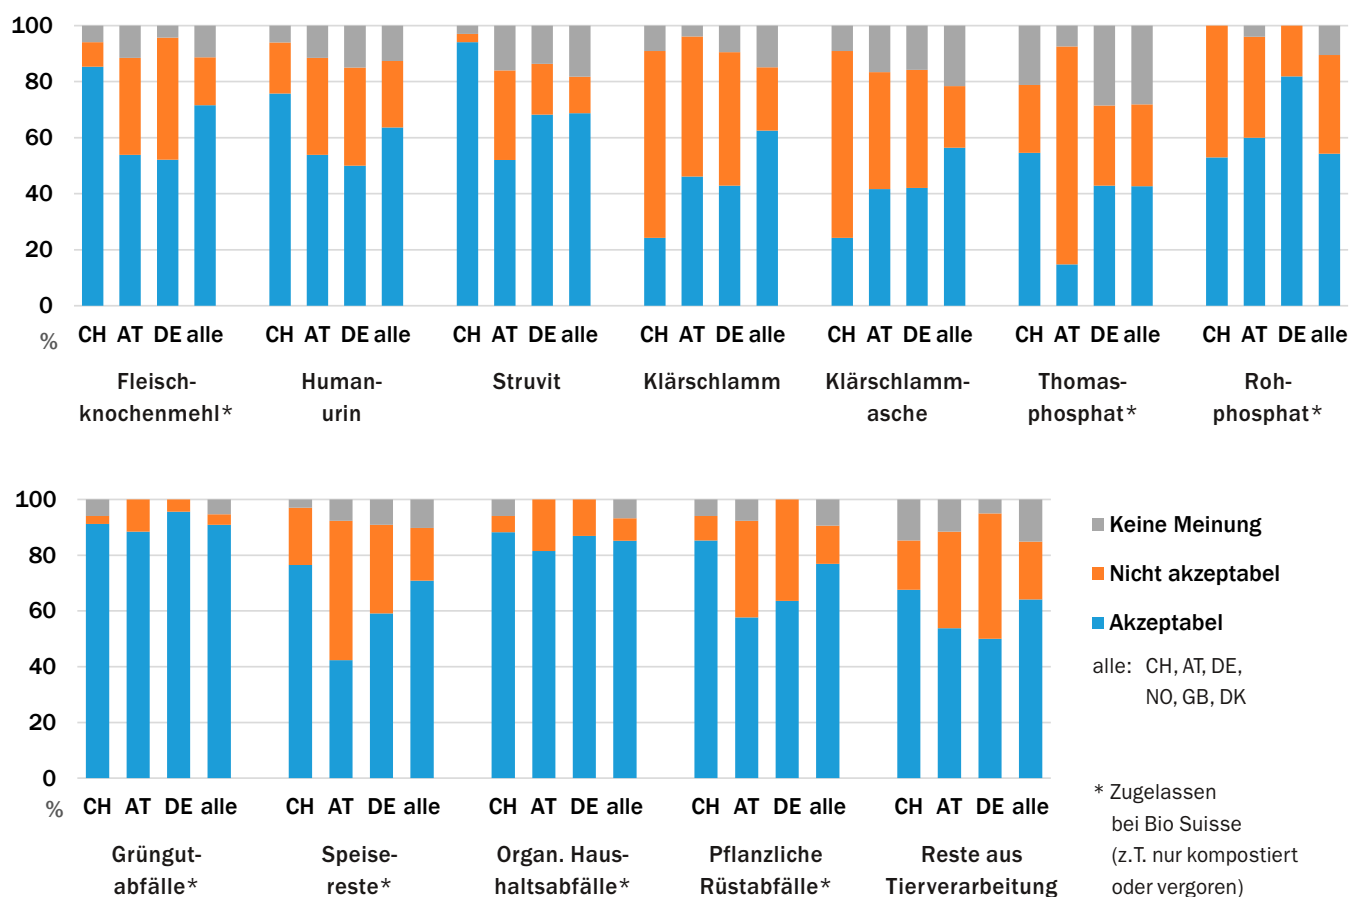 100
80
60
40
20
0
% CH AT DE alle CH AT DE alle CH AT DE alle CH AT DE alle CH AT DE alle CH AT DE alle CH AT DE alle
Fleisch-
knochenmehl*
Human-
urin
Struvit
Klärschlamm
Klärschlamm-
asche
Thomas-
phosphat*
Roh-
phosphat*
100
80
60
40
20
0
% CH AT DE alle CH AT DE alle CH AT DE alle CH AT DE alle CH AT DE alle
Grüngut-
abfälle*
Speise-
reste*
Organ. Haus-
haltsabfälle*
Pflanzliche
Rüstabfälle*
Reste aus
Tierverarbeitung
Keine Meinung
Nicht akzeptabel
Akzeptabel
alle: CH, AT, DE,
NO, GB, DK
* Zugelassen
bei Bio Suisse
(z.T. nur kompostiert
oder vergoren)